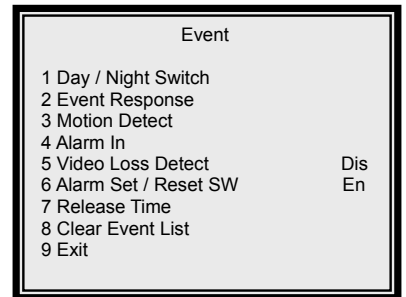 Event
1 Day / Night Switch
2 Event Response
3 Motion Detect
4 Alarm In
5 Video Loss Detect Dis
6 Alarm Set / Reset SW En
7 Release Time
8 Clear Event List
9 Exit